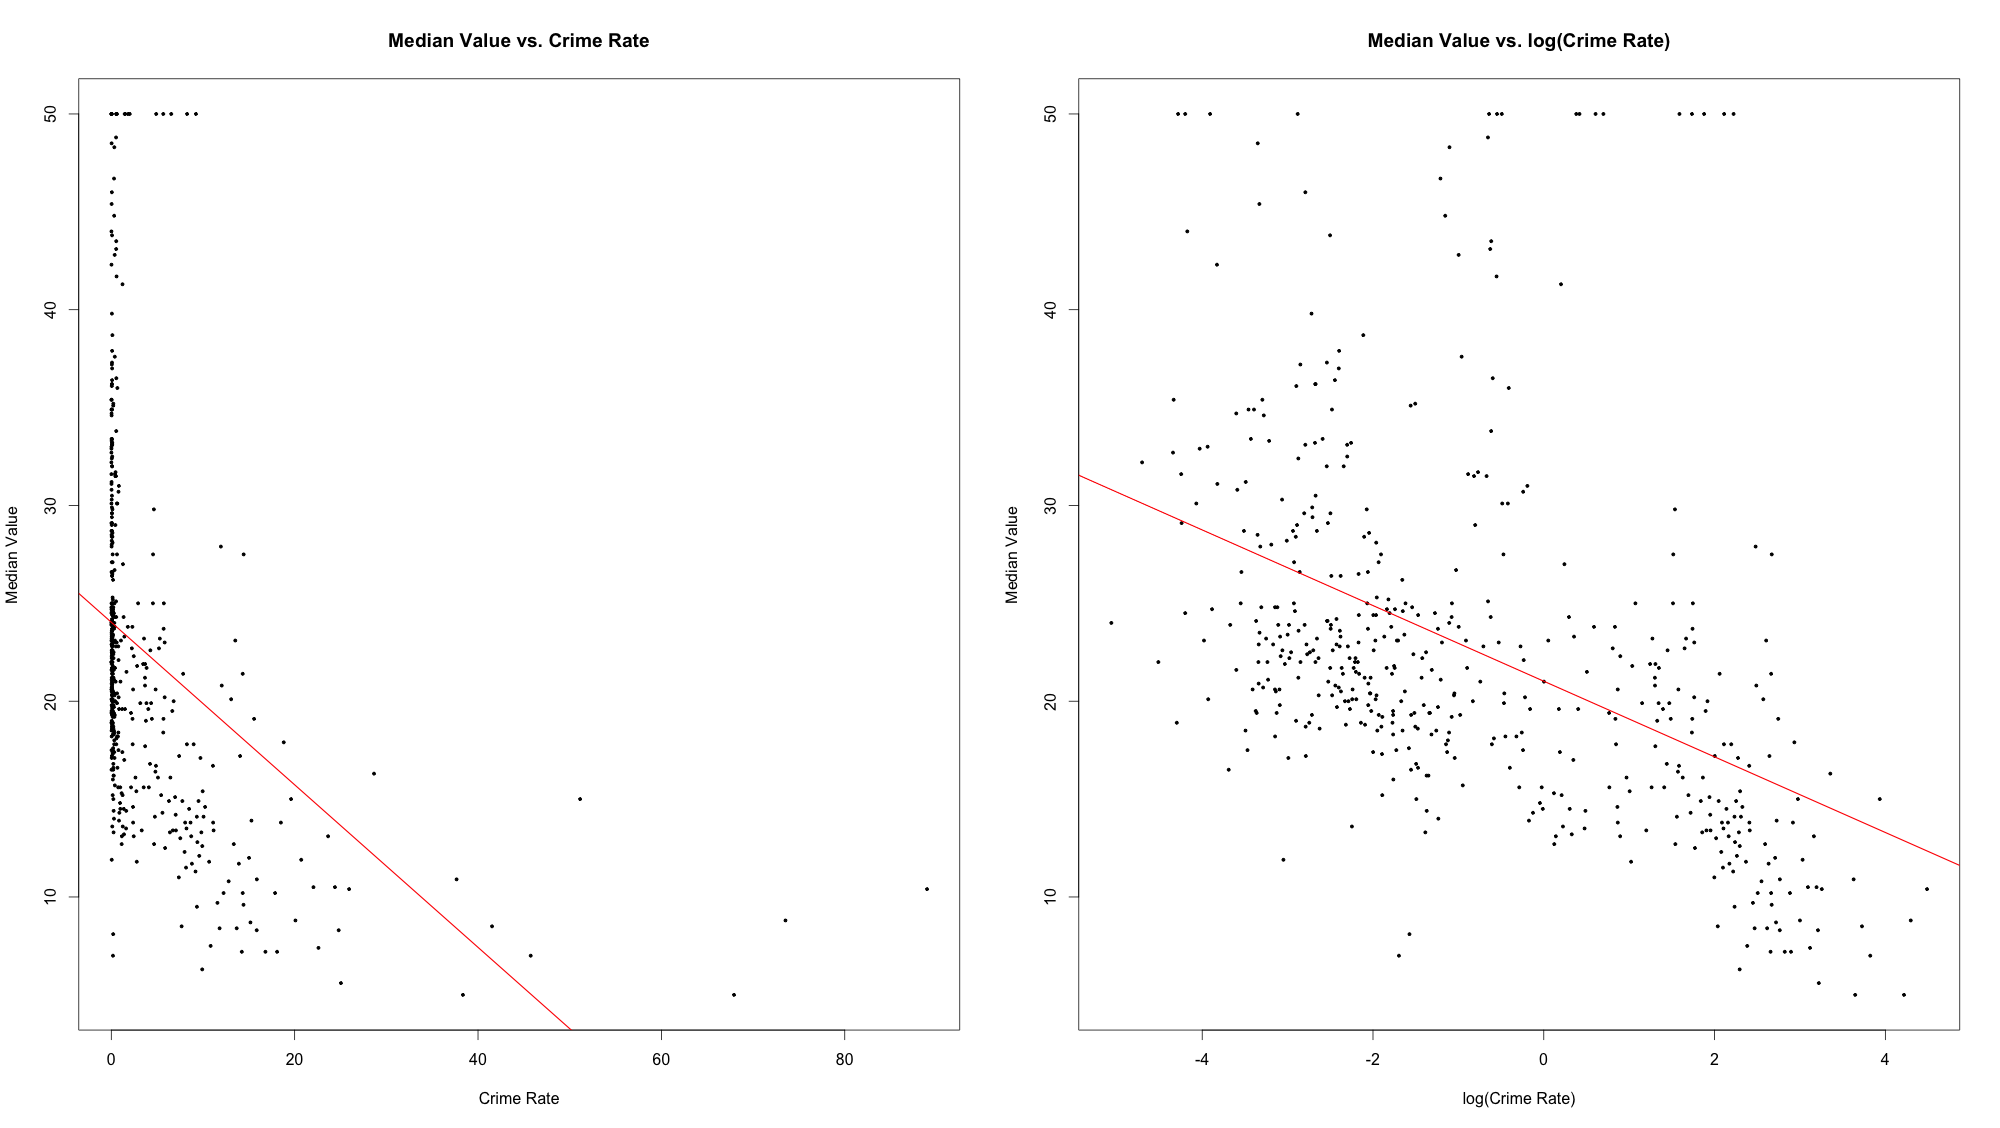 Median Value vs. Crime Rate
50
40
30
20
10
Median Value
0 20 40 60 80
Crime Rate
Median Value vs. log(Crime Rate)
50
40
30
20
10
Median Value
-4 -2 0 2 4
log(Crime Rate)